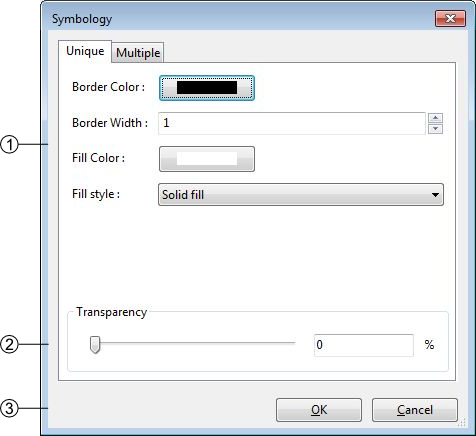 Symbology
Unique Multiple
Border Color :
Border Width : 1
① Fill Color :
Fill style : Solid fill
Transparency
② 0 %
③ OK Cancel